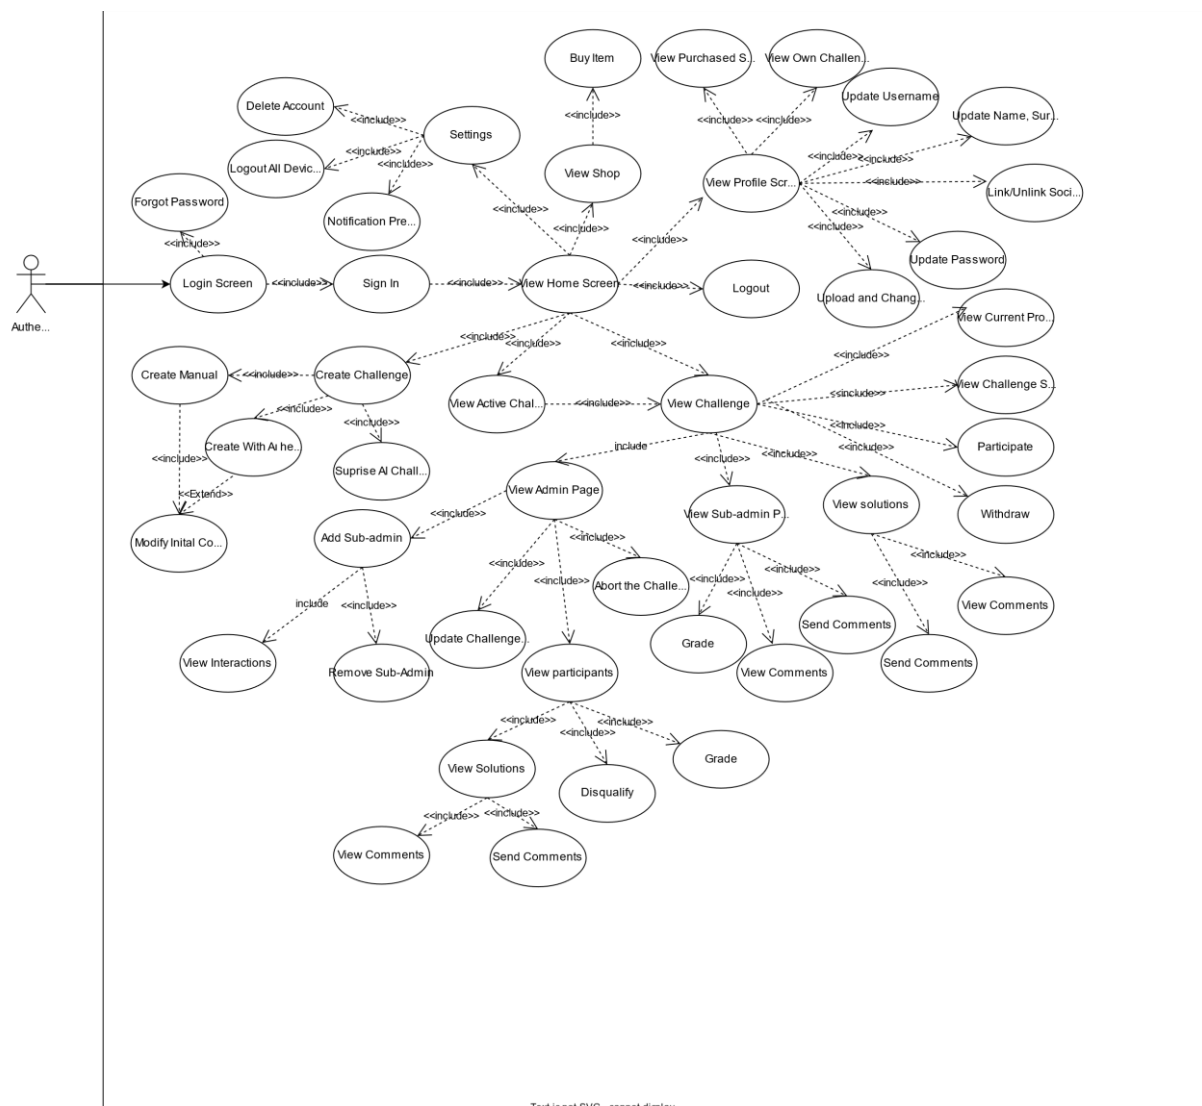 Buy Item
View Purchased S...
View Own Challen...
Update Username
Update Name, Sur...
Delete Account
<<include>>
<<include>>
<<include>>
<<include>>
Settings
Logout All Devic...
<<include>>
<<include>>
<<include>>
<<include>>
View Shop
View Profile Scr...
<<include>>
Link/Unlink Soci...
Forgot Password
Notification Pre...
<<include>>
<<include>>
<<include>>
<<include>>
<<include>>
<<include>>
Update Password
Login Screen
<<include>>
Sign In
<<include>>
View Home Screen
<<include>>
Logout
Upload and Chang...
View Current Pro...
Authe...
<<include>>
<<include>>
<<include>>
<<include>>
Create Manual
<<include>>
Create Challenge
View Challenge S...
<<include>>
<<include>>
View Active Chal...
<<include>>
View Challenge
<<include>>
<<include>>
Create With Ai he...
include
<<include>>
<<include>>
<<include>>
Participate
<<include>>
Suprise AI Chall...
<<Extend>>
View Admin Page
View Sub-admin P...
View solutions
Withdraw
<<include>>
Modify Inital Co...
Add Sub-admin
<<include>>
<<include>>
<<include>>
<<include>>
<<include>>
<<include>>
<<include>>
<<include>>
Abort the Challe...
<<include>>
include
<<include>>
View Comments
Update Challenge...
Grade
Send Comments
View Interactions
Remove Sub-Admin
View participants
View Comments
Send Comments
<<include>>
<<include>>
<<include>>
View Solutions
Grade
Disqualify
<<include>>
<<include>>
View Comments
Send Comments